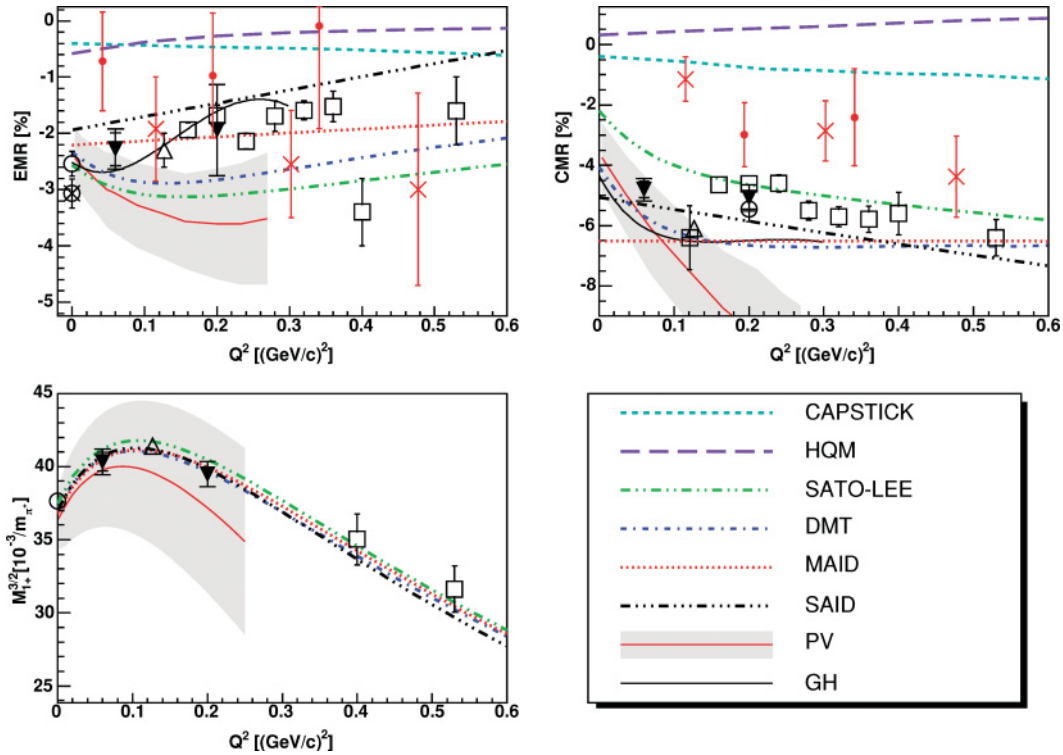 EMR [%]
0
-1
-2
-3
-4
-5
0 0.1 0.2 0.3 0.4 0.5 0.6
Q² [(GeV/c)²]
CMR [%]
0
-2
-4
-6
-8
0 0.1 0.2 0.3 0.4 0.5 0.6
Q² [(GeV/c)²]
M₁₊³/² [10⁻³/mπ⁺]
45
40
35
31
24
0 0.1 0.2 0.3 0.4 0.5 0.6
Q² [(GeV/c)²]
CAPSTICK
HQM
SATO-LEE
DMT
MAID
SAID
PV
GH